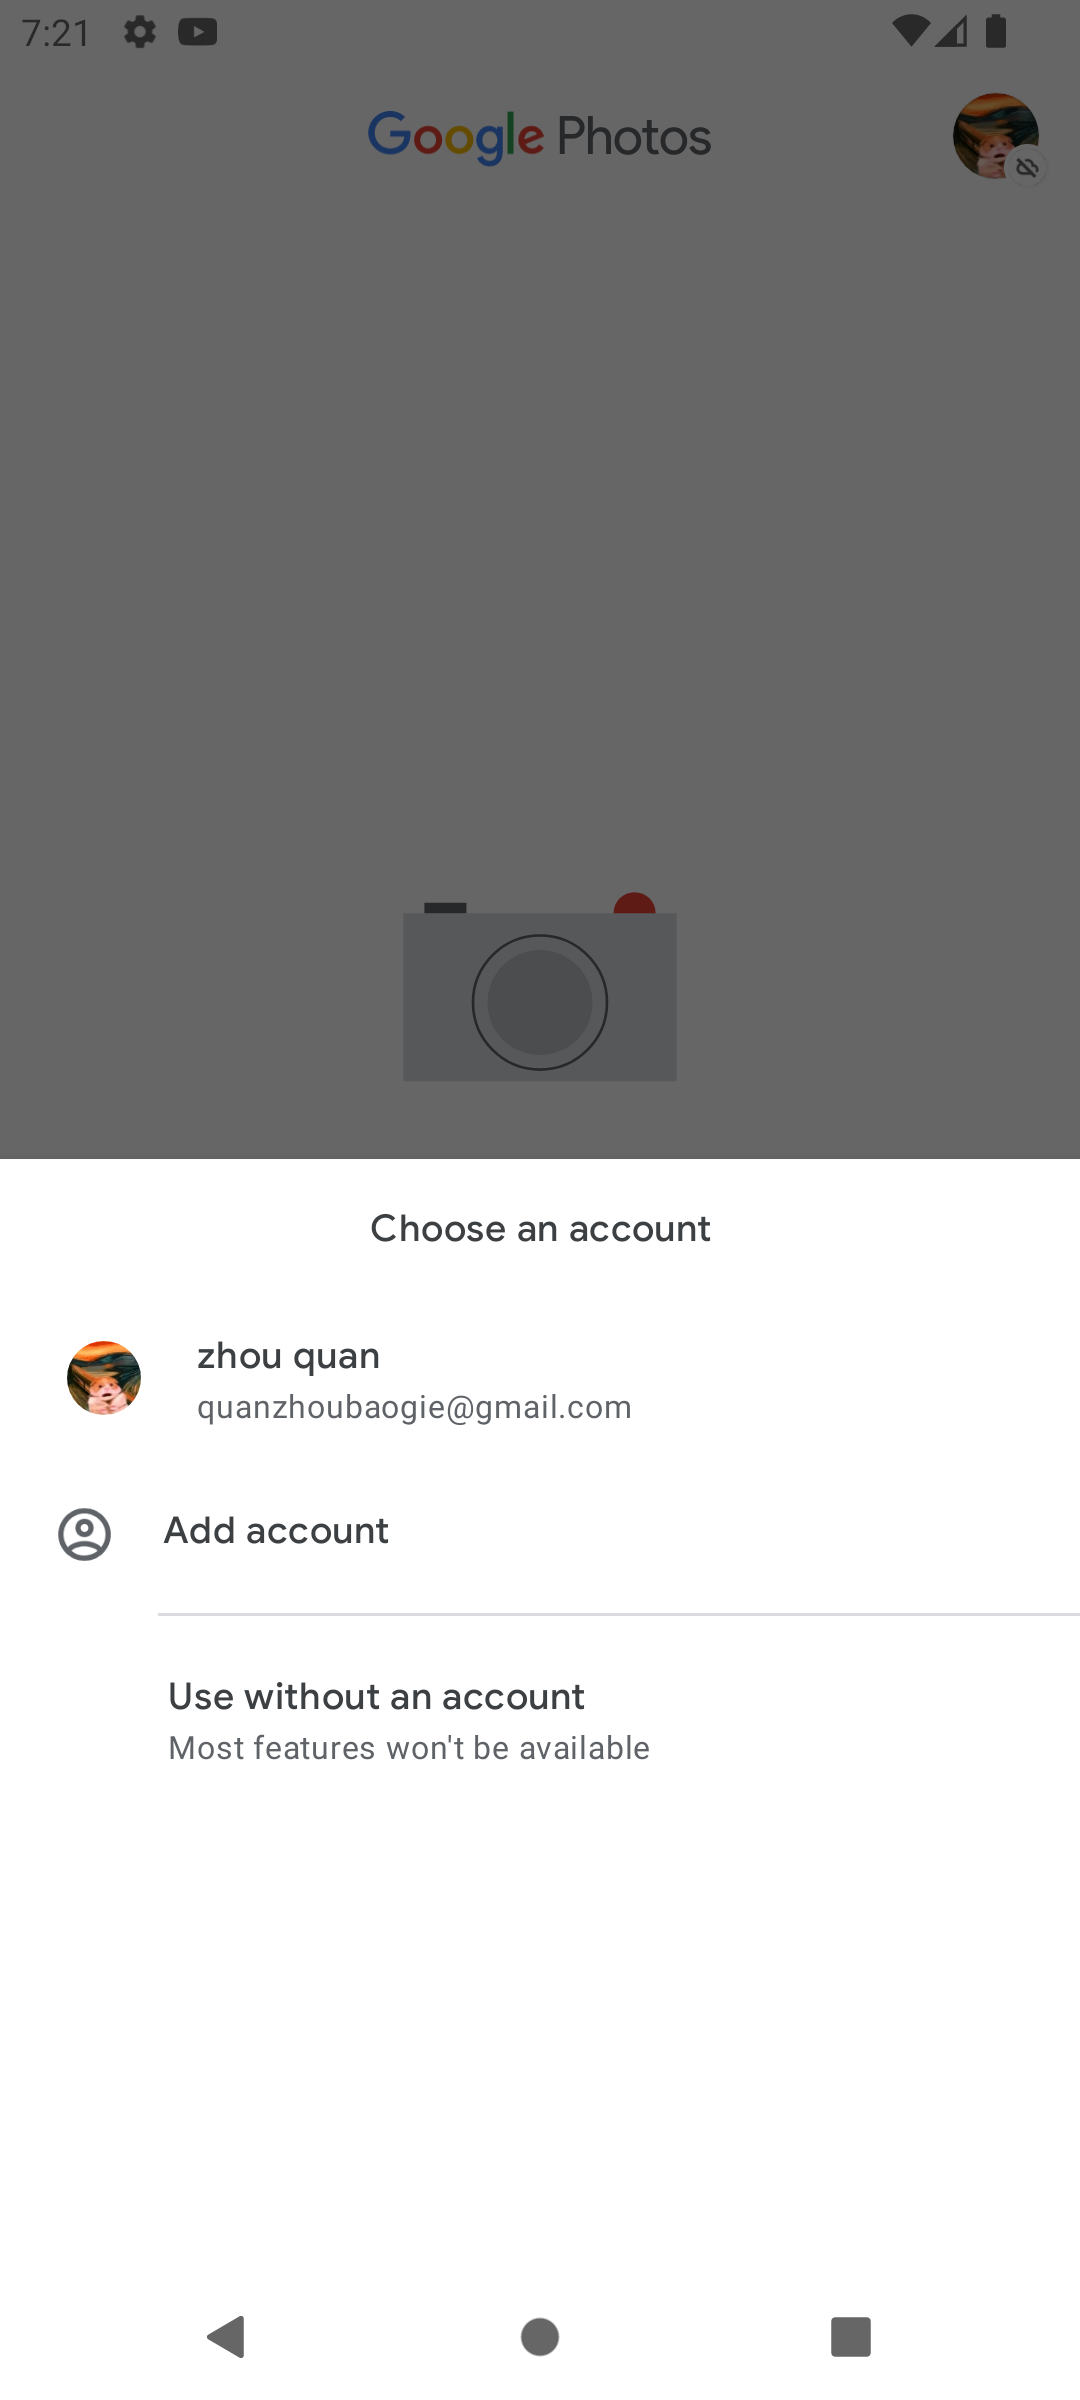 7:21
Google Photos
Choose an account
zhou quan
quanzhoubaogie@gmail.com
Add account
Use without an account
Most features won't be available